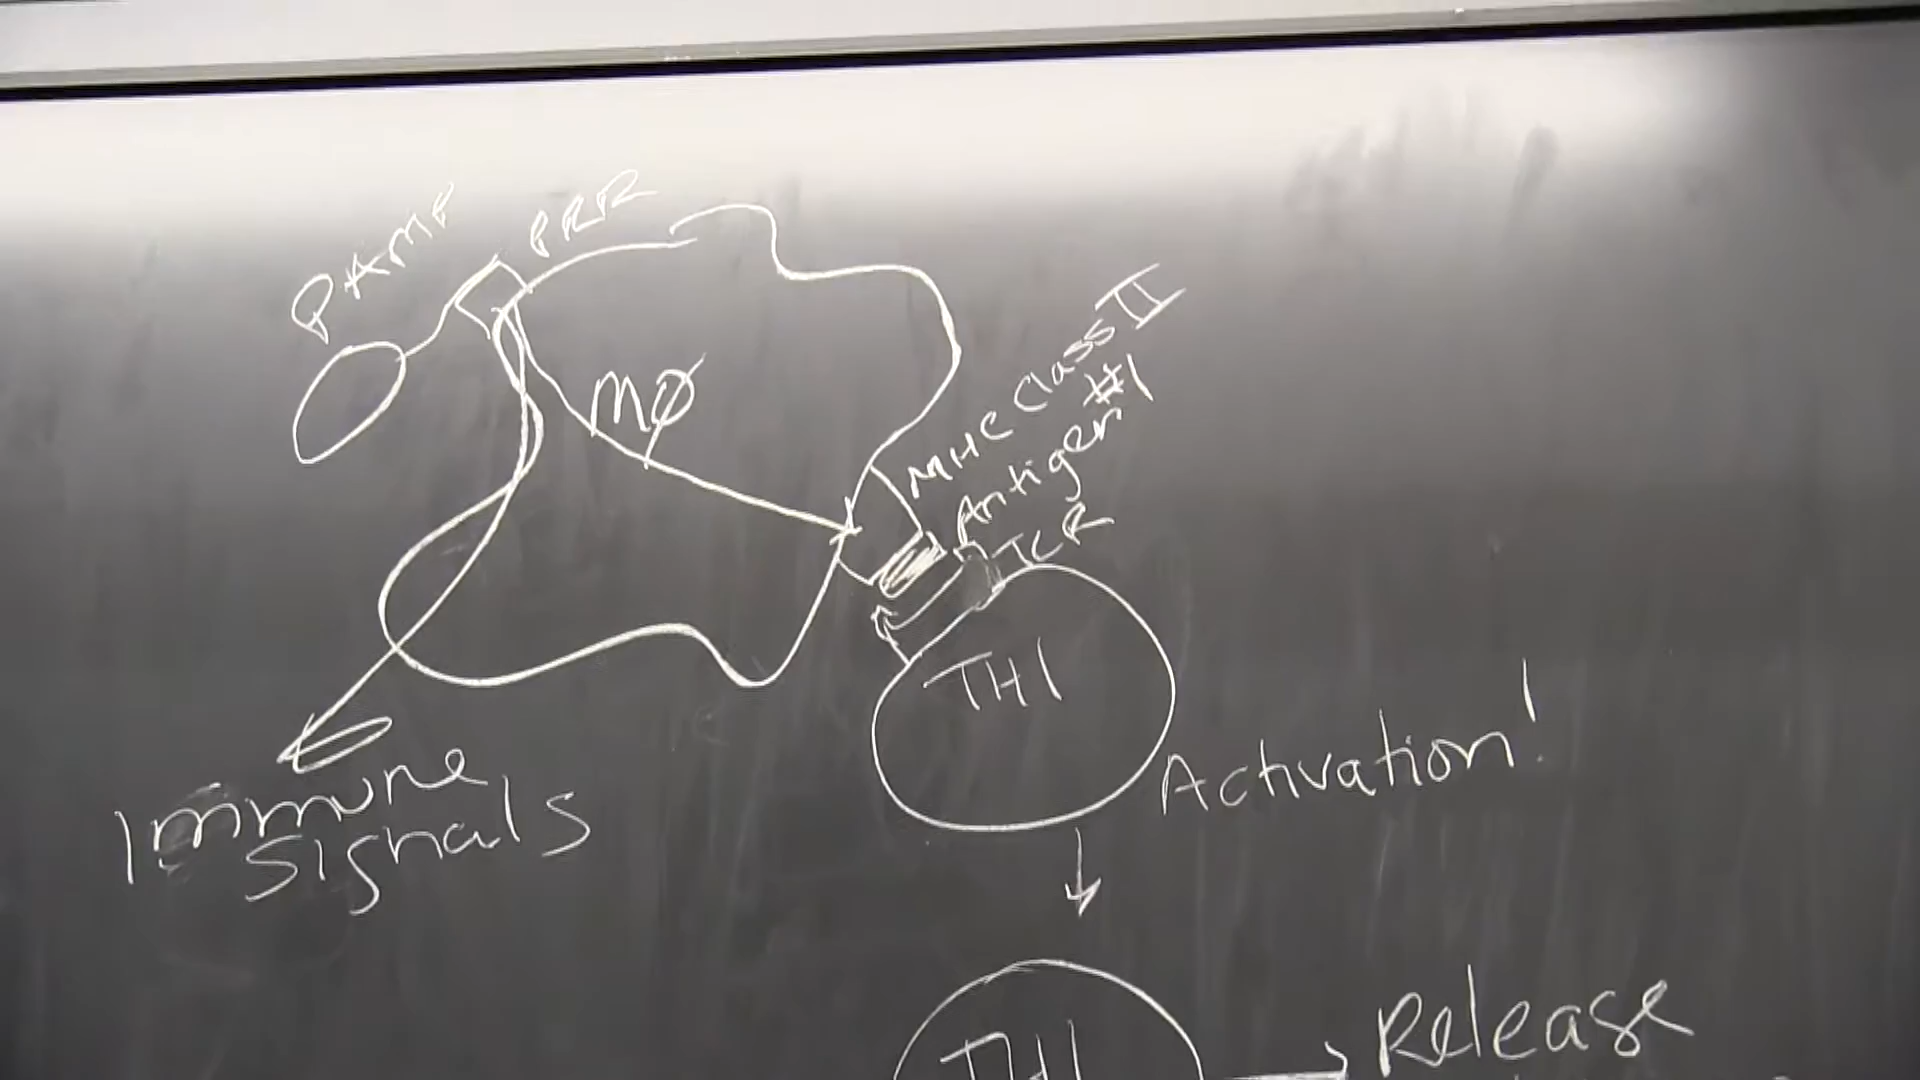 PAMP
PRR
MØ
MHC Class II
Antigen #1
TCR
TH1
Activation!
Immune
Signals
TH1
Release